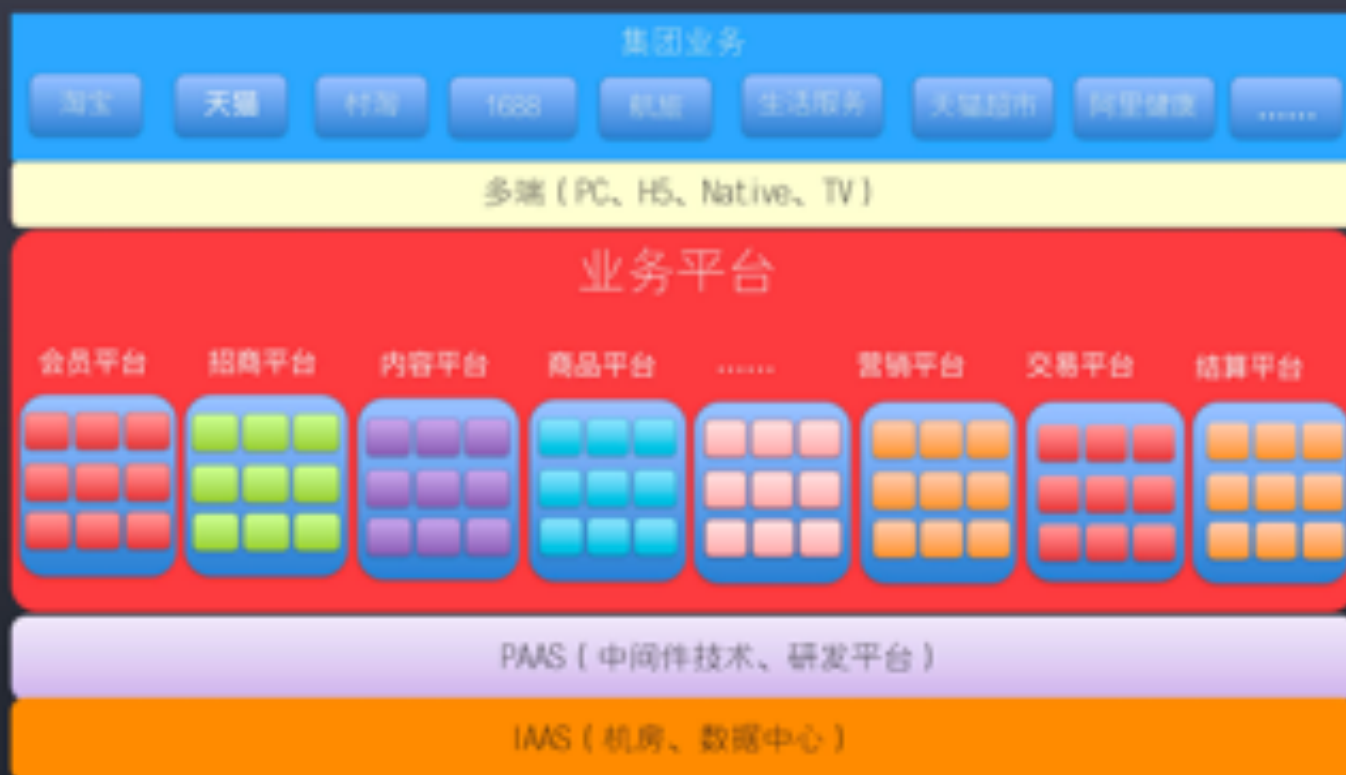 集团业务
淘宝 天猫 村淘 1688 航旅 生活服务 天猫超市 阿里健康 ……
多端（PC、H5、Native、TV）
业务平台
会员平台 招商平台 内容平台 商品平台 …… 营销平台 交易平台 结算平台
PAAS（中间件技术、研发平台）
IAAS（机房、数据中心）